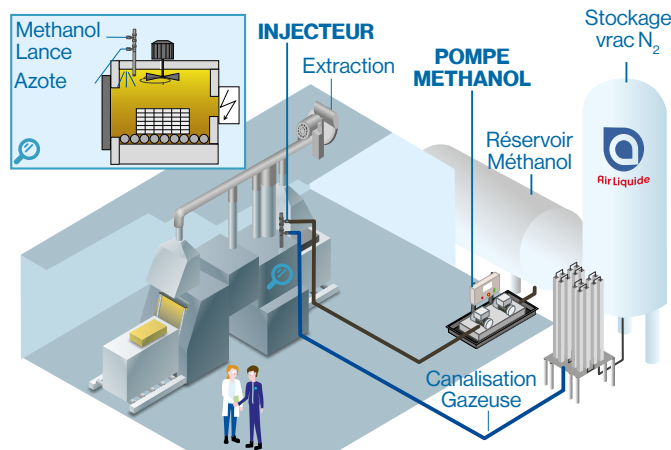 Methanol
Lance
Azote
INJECTEUR
Extraction
POMPE
METHANOL
Stockage
vrac N₂
Réservoir
Méthanol
Air Liquide
Canalisation
Gazeuse